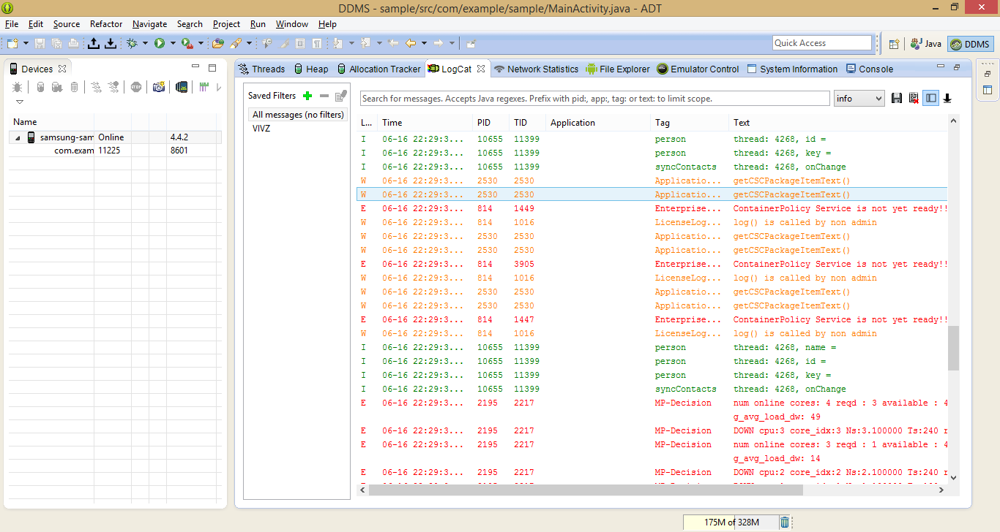 DDMS - sample/src/com/example/sample/MainActivity.java - ADT
File Edit Source Refactor Navigate Search Project Run Window Help
Quick Access
Java
DDMS
Devices
Name
samsung-sam Online 4.4.2
com.exam 11225 8601
Threads Heap Allocation Tracker LogCat Network Statistics File Explorer Emulator Control System Information Console
Saved Filters
All messages (no filters)
VIVZ
Search for messages. Accepts Java regexes. Prefix with pid:, app:, tag: or text: to limit scope.
info
L... Time PID TID Application Tag Text
I 06-16 22:29:3... 10655 11399 person thread: 4268, id =
I 06-16 22:29:3... 10655 11399 person thread: 4268, key =
I 06-16 22:29:3... 10655 11399 syncContacts thread: 4268, onChange
W 06-16 22:29:3... 2530 2530 Applicatio... getCSCPackageItemText()
W 06-16 22:29:3... 2530 2530 Applicatio... getCSCPackageItemText()
E 06-16 22:29:3... 814 1449 Enterprise... ContainerPolicy Service is not yet ready!!
W 06-16 22:29:3... 814 1016 LicenseLog... log() is called by non admin
W 06-16 22:29:3... 2530 2530 Applicatio... getCSCPackageItemText()
W 06-16 22:29:3... 2530 2530 Applicatio... getCSCPackageItemText()
E 06-16 22:29:3... 814 3905 Enterprise... ContainerPolicy Service is not yet ready!!
W 06-16 22:29:3... 814 1016 LicenseLog... log() is called by non admin
W 06-16 22:29:3... 2530 2530 Applicatio... getCSCPackageItemText()
W 06-16 22:29:3... 2530 2530 Applicatio... getCSCPackageItemText()
E 06-16 22:29:3... 814 1447 Enterprise... ContainerPolicy Service is not yet ready!!
W 06-16 22:29:3... 814 1016 LicenseLog... log() is called by non admin
I 06-16 22:29:3... 10655 11399 person thread: 4268, name =
I 06-16 22:29:3... 10655 11399 person thread: 4268, id =
I 06-16 22:29:3... 10655 11399 person thread: 4268, key =
I 06-16 22:29:3... 10655 11399 syncContacts thread: 4268, onChange
E 06-16 22:29:3... 2195 2217 MP-Decision num online cores: 4 reqd : 3 available : 4
g_avg_load_dw: 49
E 06-16 22:29:3... 2195 2217 MP-Decision DOWN cpu:3 core_idx:3 Ns:3.100000 Ts:240 r
E 06-16 22:29:3... 2195 2217 MP-Decision num online cores: 3 reqd : 1 available : 4
g_avg_load_dw: 14
E 06-16 22:29:3... 2195 2217 MP-Decision DOWN cpu:2 core_idx:2 Ns:2.100000 Ts:240 r
175M of 328M